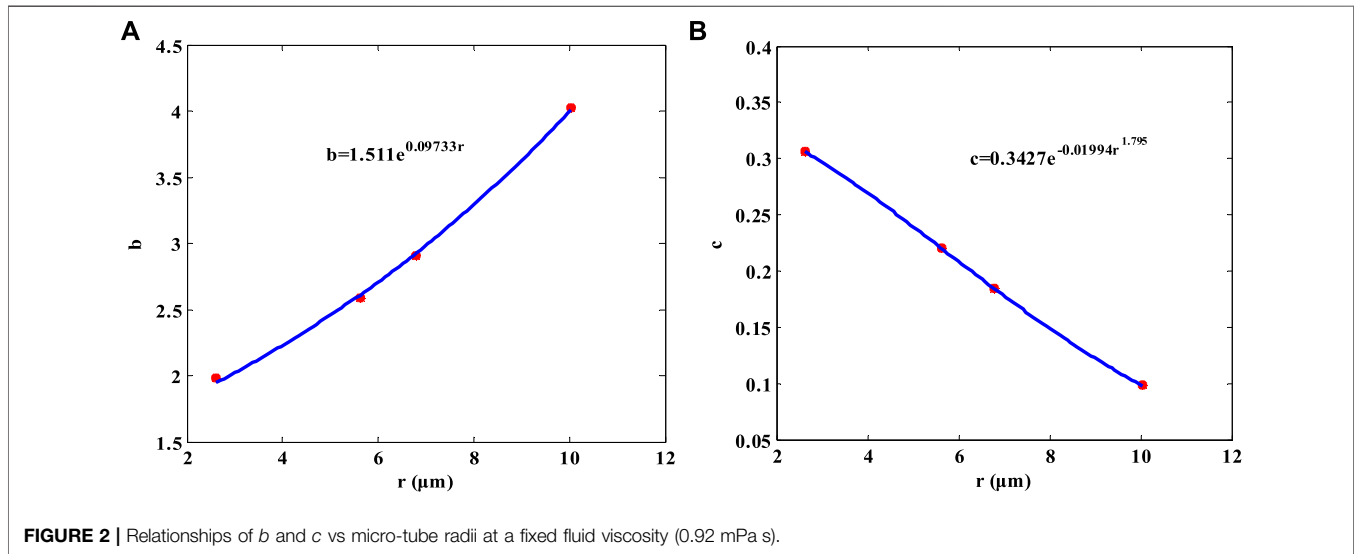 A
4.5
4
3.5
3
2.5
2
1.5
b
b=1.511e^0.09733r
2 4 6 8 10 12
r (μm)
B
0.4
0.35
0.3
0.25
0.2
0.15
0.1
0.05
c
c=0.3427e^-0.01994r^1.795
2 4 6 8 10 12
r (μm)
FIGURE 2 | Relationships of b and c vs micro-tube radii at a fixed fluid viscosity (0.92 mPa s).